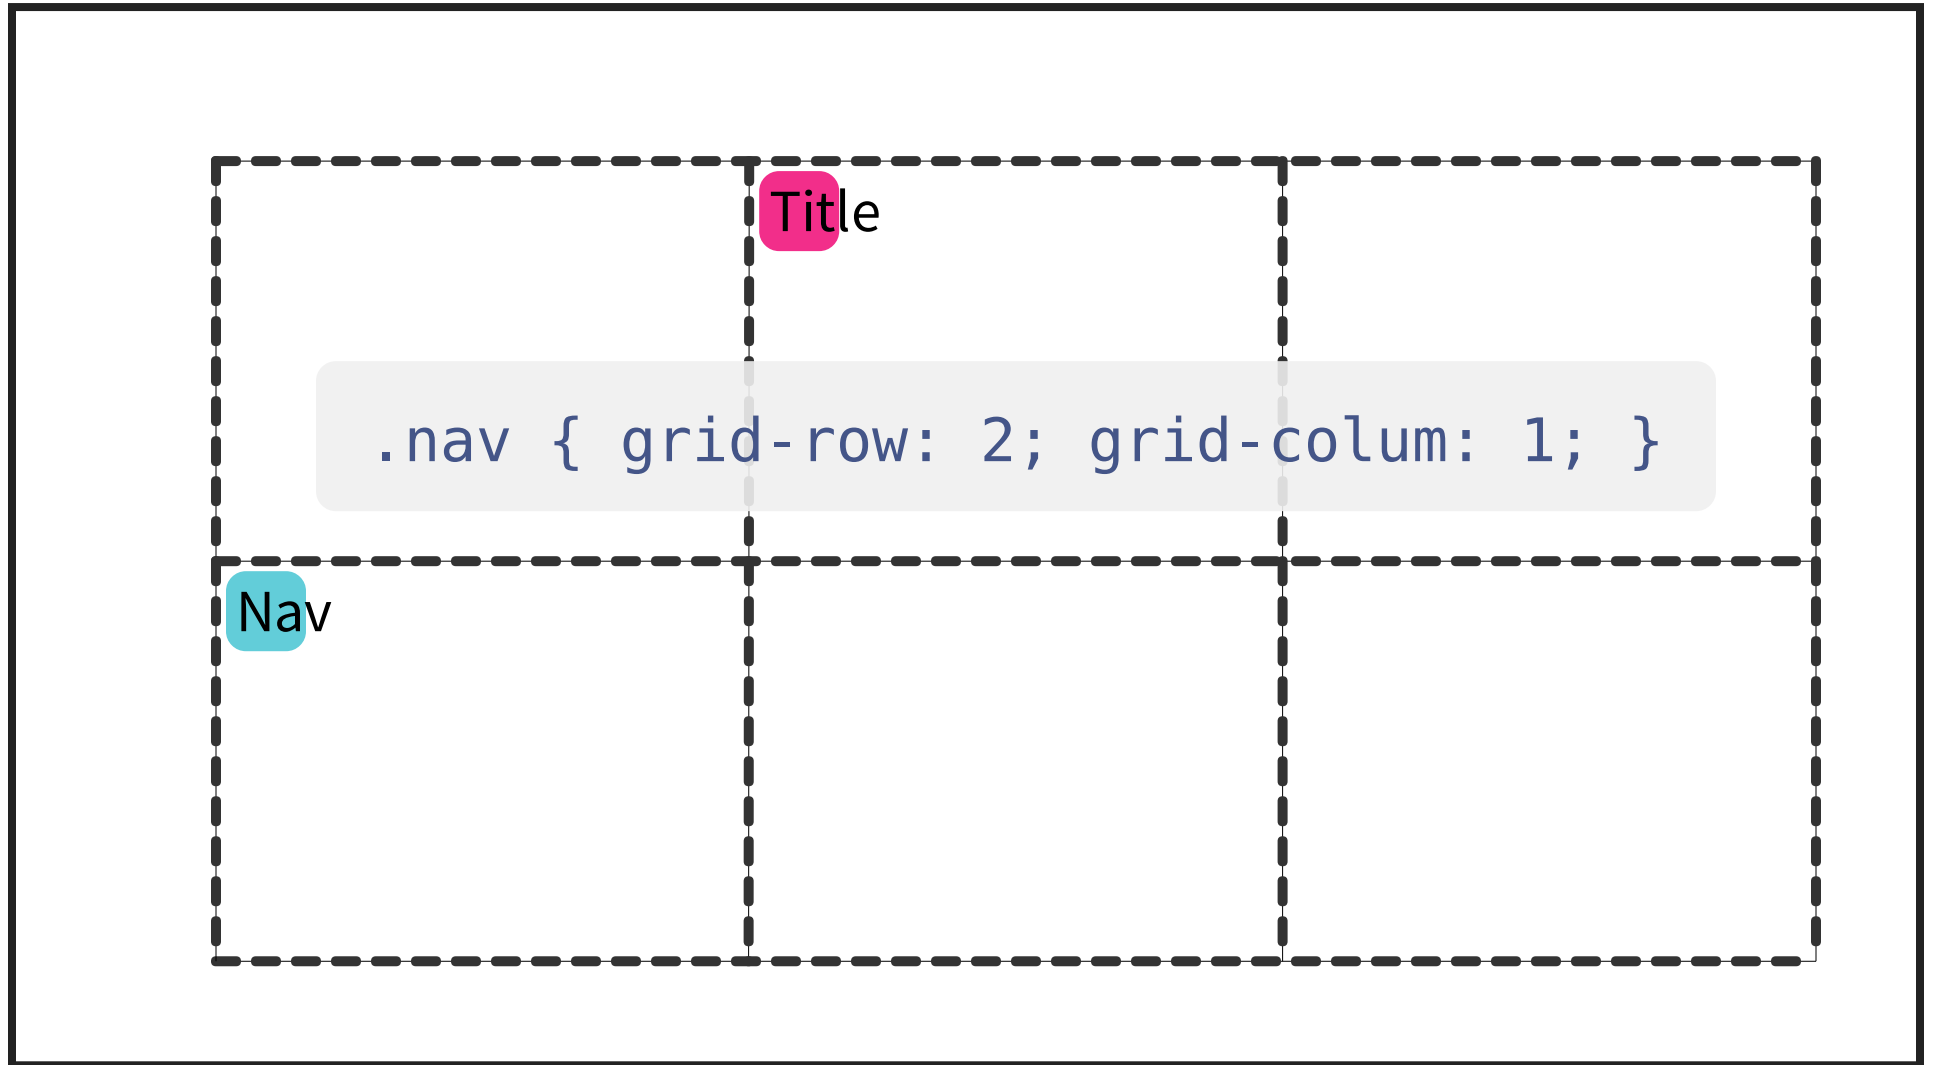 Title
.nav { grid-row: 2; grid-colum: 1; }
Nav